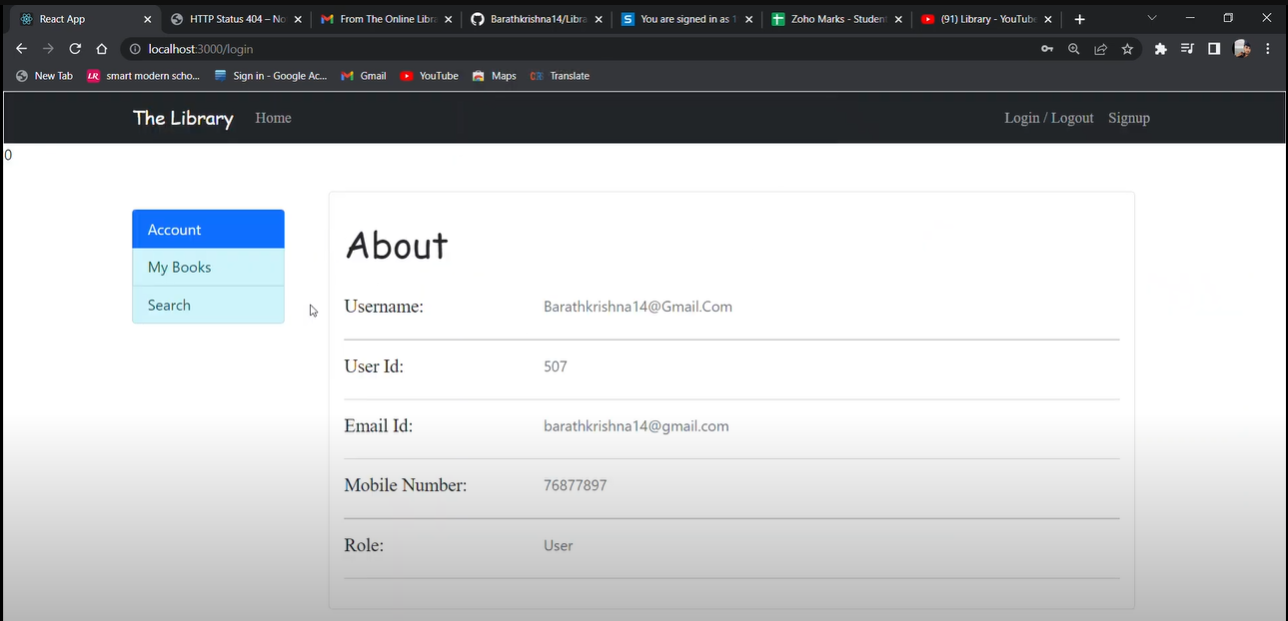 React App
HTTP Status 404 – No
From The Online Libra
Barathkrishna14/Libra
You are signed in as 1
Zoho Marks - Student
(91) Library - YouTube
localhost:3000/login
New Tab
smart modern scho...
Sign in - Google Ac...
Gmail
YouTube
Maps
Translate
The Library Home Login / Logout Signup
0
Account
My Books
Search
About
Username: Barathkrishna14@Gmail.Com
User Id: 507
Email Id: barathkrishna14@gmail.com
Mobile Number: 76877897
Role: User